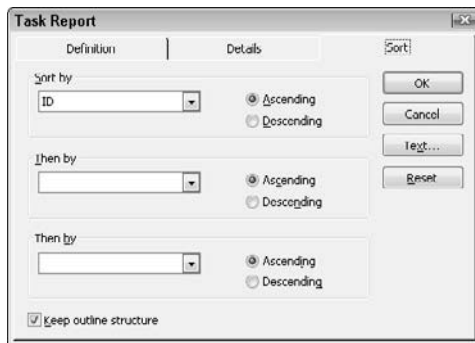 Task Report
Definition
Details
Sort
Sort by
ID
Ascending
Descending
OK
Cancel
Text...
Reset
Then by
Ascending
Descending
Then by
Ascending
Descending
Keep outline structure